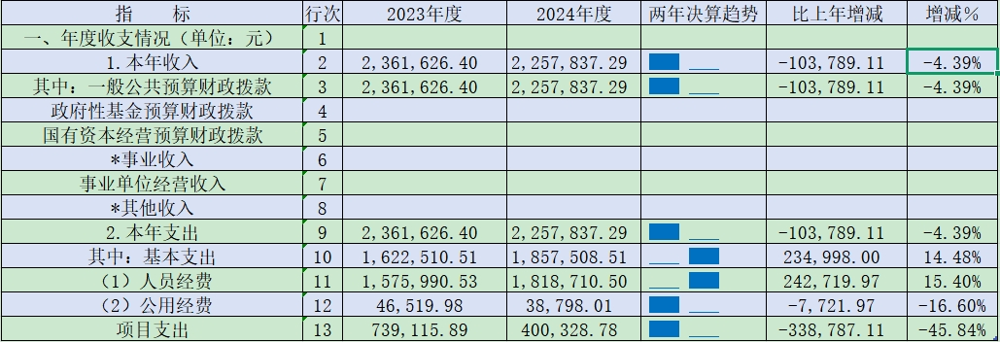 指 标 行次 2023年度 2024年度 两年决算趋势 比上年增减 增减%
一、年度收支情况（单位：元） 1
1.本年收入 2 2,361,626.40 2,257,837.29 -103,789.11 -4.39%
其中：一般公共预算财政拨款 3 2,361,626.40 2,257,837.29 -103,789.11 -4.39%
政府性基金预算财政拨款 4
国有资本经营预算财政拨款 5
*事业收入 6
事业单位经营收入 7
*其他收入 8
2.本年支出 9 2,361,626.40 2,257,837.29 -103,789.11 -4.39%
其中：基本支出 10 1,622,510.51 1,857,508.51 234,998.00 14.48%
（1）人员经费 11 1,575,990.53 1,818,710.50 242,719.97 15.40%
（2）公用经费 12 46,519.98 38,798.01 -7,721.97 -16.60%
项目支出 13 739,115.89 400,328.78 -338,787.11 -45.84%